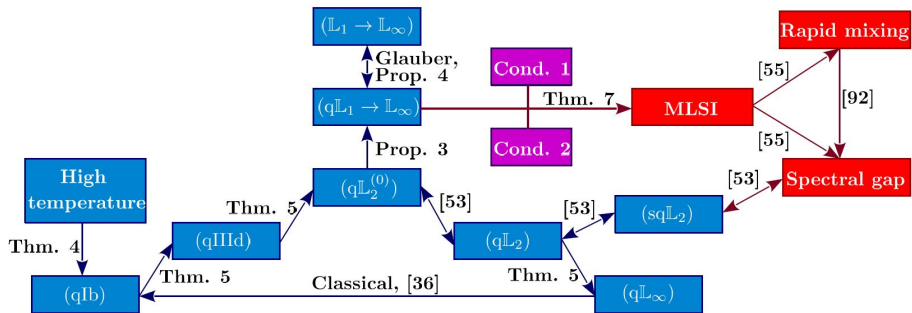 (𝕃₁ → 𝕃∞)
Glauber,
Prop. 4
(q𝕃₁ → 𝕃∞)
Cond. 1
Thm. 7
Cond. 2
MLSI
Rapid mixing
[55]
[92]
[55]
Spectral gap
Prop. 3
High
temperature
Thm. 4
(qIb)
Thm. 5
(qIIId)
Thm. 5
(q𝕃₂⁽⁰⁾)
[53]
(q𝕃₂)
[53]
(sq𝕃₂)
[53]
Thm. 5
Classical, [36]
(q𝕃∞)